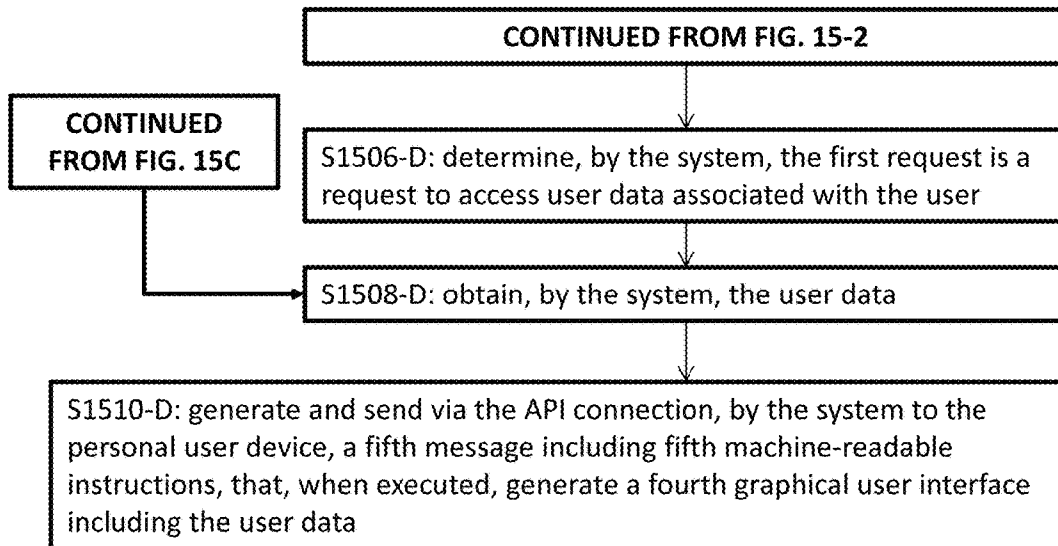 CONTINUED FROM FIG. 15-2
CONTINUED
FROM FIG. 15C
S1506-D: determine, by the system, the first request is a
request to access user data associated with the user
S1508-D: obtain, by the system, the user data
S1510-D: generate and send via the API connection, by the system to the
personal user device, a fifth message including fifth machine-readable
instructions, that, when executed, generate a fourth graphical user interface
including the user data